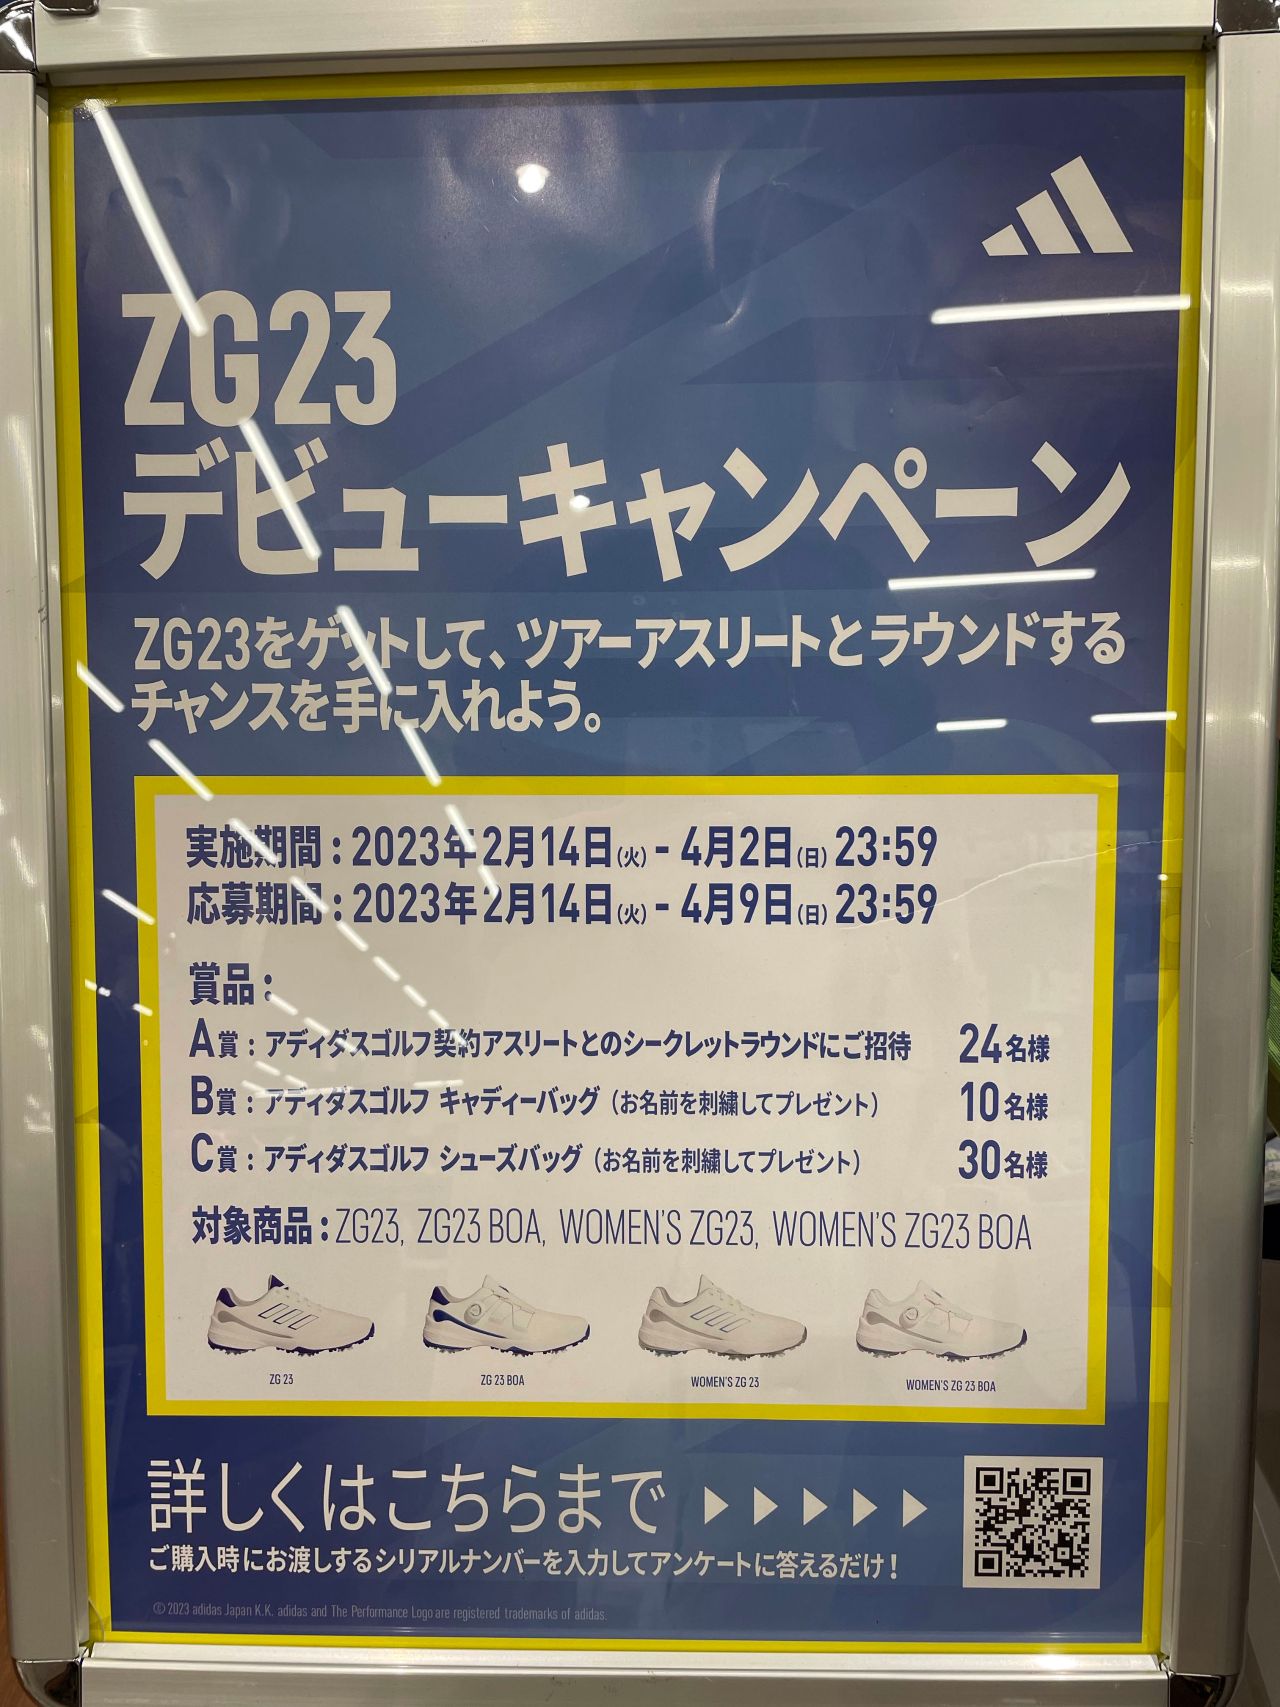 ZG23
デビューキャンペーン
ZG23をゲットして、ツアーアスリートとラウンドする
チャンスを手に入れよう。
実施期間：2023年2月14日(火) - 4月2日(日) 23:59
応募期間：2023年2月14日(火) - 4月9日(日) 23:59
賞品：
A賞：アディダスゴルフ契約アスリートとのシークレットラウンドにご招待 24名様
B賞：アディダスゴルフ キャディーバッグ（お名前を刺繍してプレゼント） 10名様
C賞：アディダスゴルフ シューズバッグ（お名前を刺繍してプレゼント） 30名様
対象商品：ZG23, ZG23 BOA, WOMEN'S ZG23, WOMEN'S ZG23 BOA
ZG 23 ZG 23 BOA WOMEN'S ZG 23 WOMEN'S ZG 23 BOA
詳しくはこちらまで ▶ ▶ ▶ ▶ ▶
ご購入時にお渡しするシリアルナンバーを入力してアンケートに答えるだけ！
© 2023 adidas Japan K.K. adidas and The Performance Logo are registered trademarks of adidas.